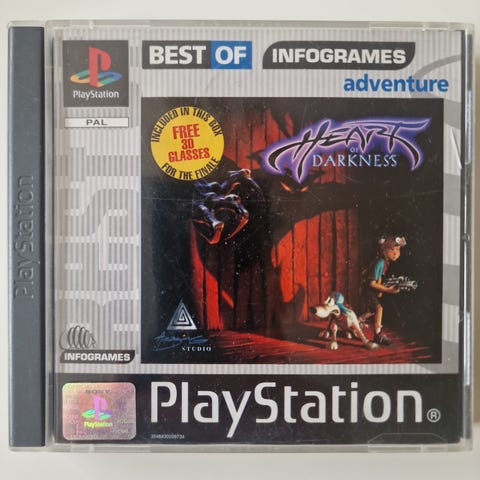 BEST OF INFOGRAMES
adventure
PlayStation
PAL
INCLUDED IN THIS BOX
FREE
3D
GLASSES
FOR THE FINALE
HEART
OF
DARKNESS
PlayStation
INFOGRAMES
STUDIO
SONY
PlayStation
PlayStation®